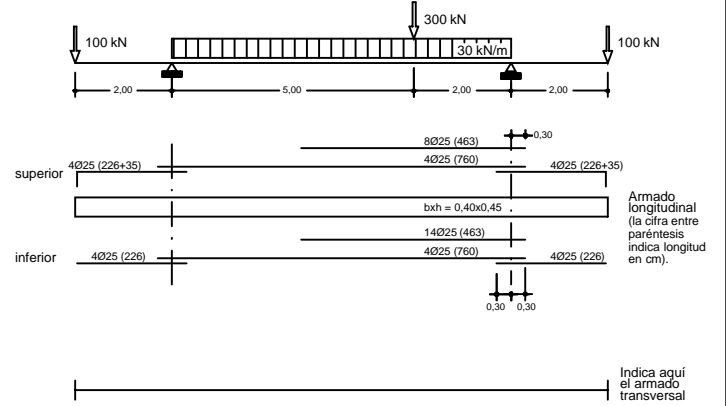 300 kN
100 kN
100 kN
30 kN/m
2,00
5,00
2,00
2,00
0,30
8Ø25 (463)
4Ø25 (226+35)
4Ø25 (760)
4Ø25 (226+35)
superior
bxh = 0,40x0,45
Armado
longitudinal
(la cifra entre
paréntesis
indica longitud
en cm).
14Ø25 (463)
inferior
4Ø25 (226)
4Ø25 (760)
4Ø25 (226)
0,30
0,30
Indica aquí
el armado
transversal